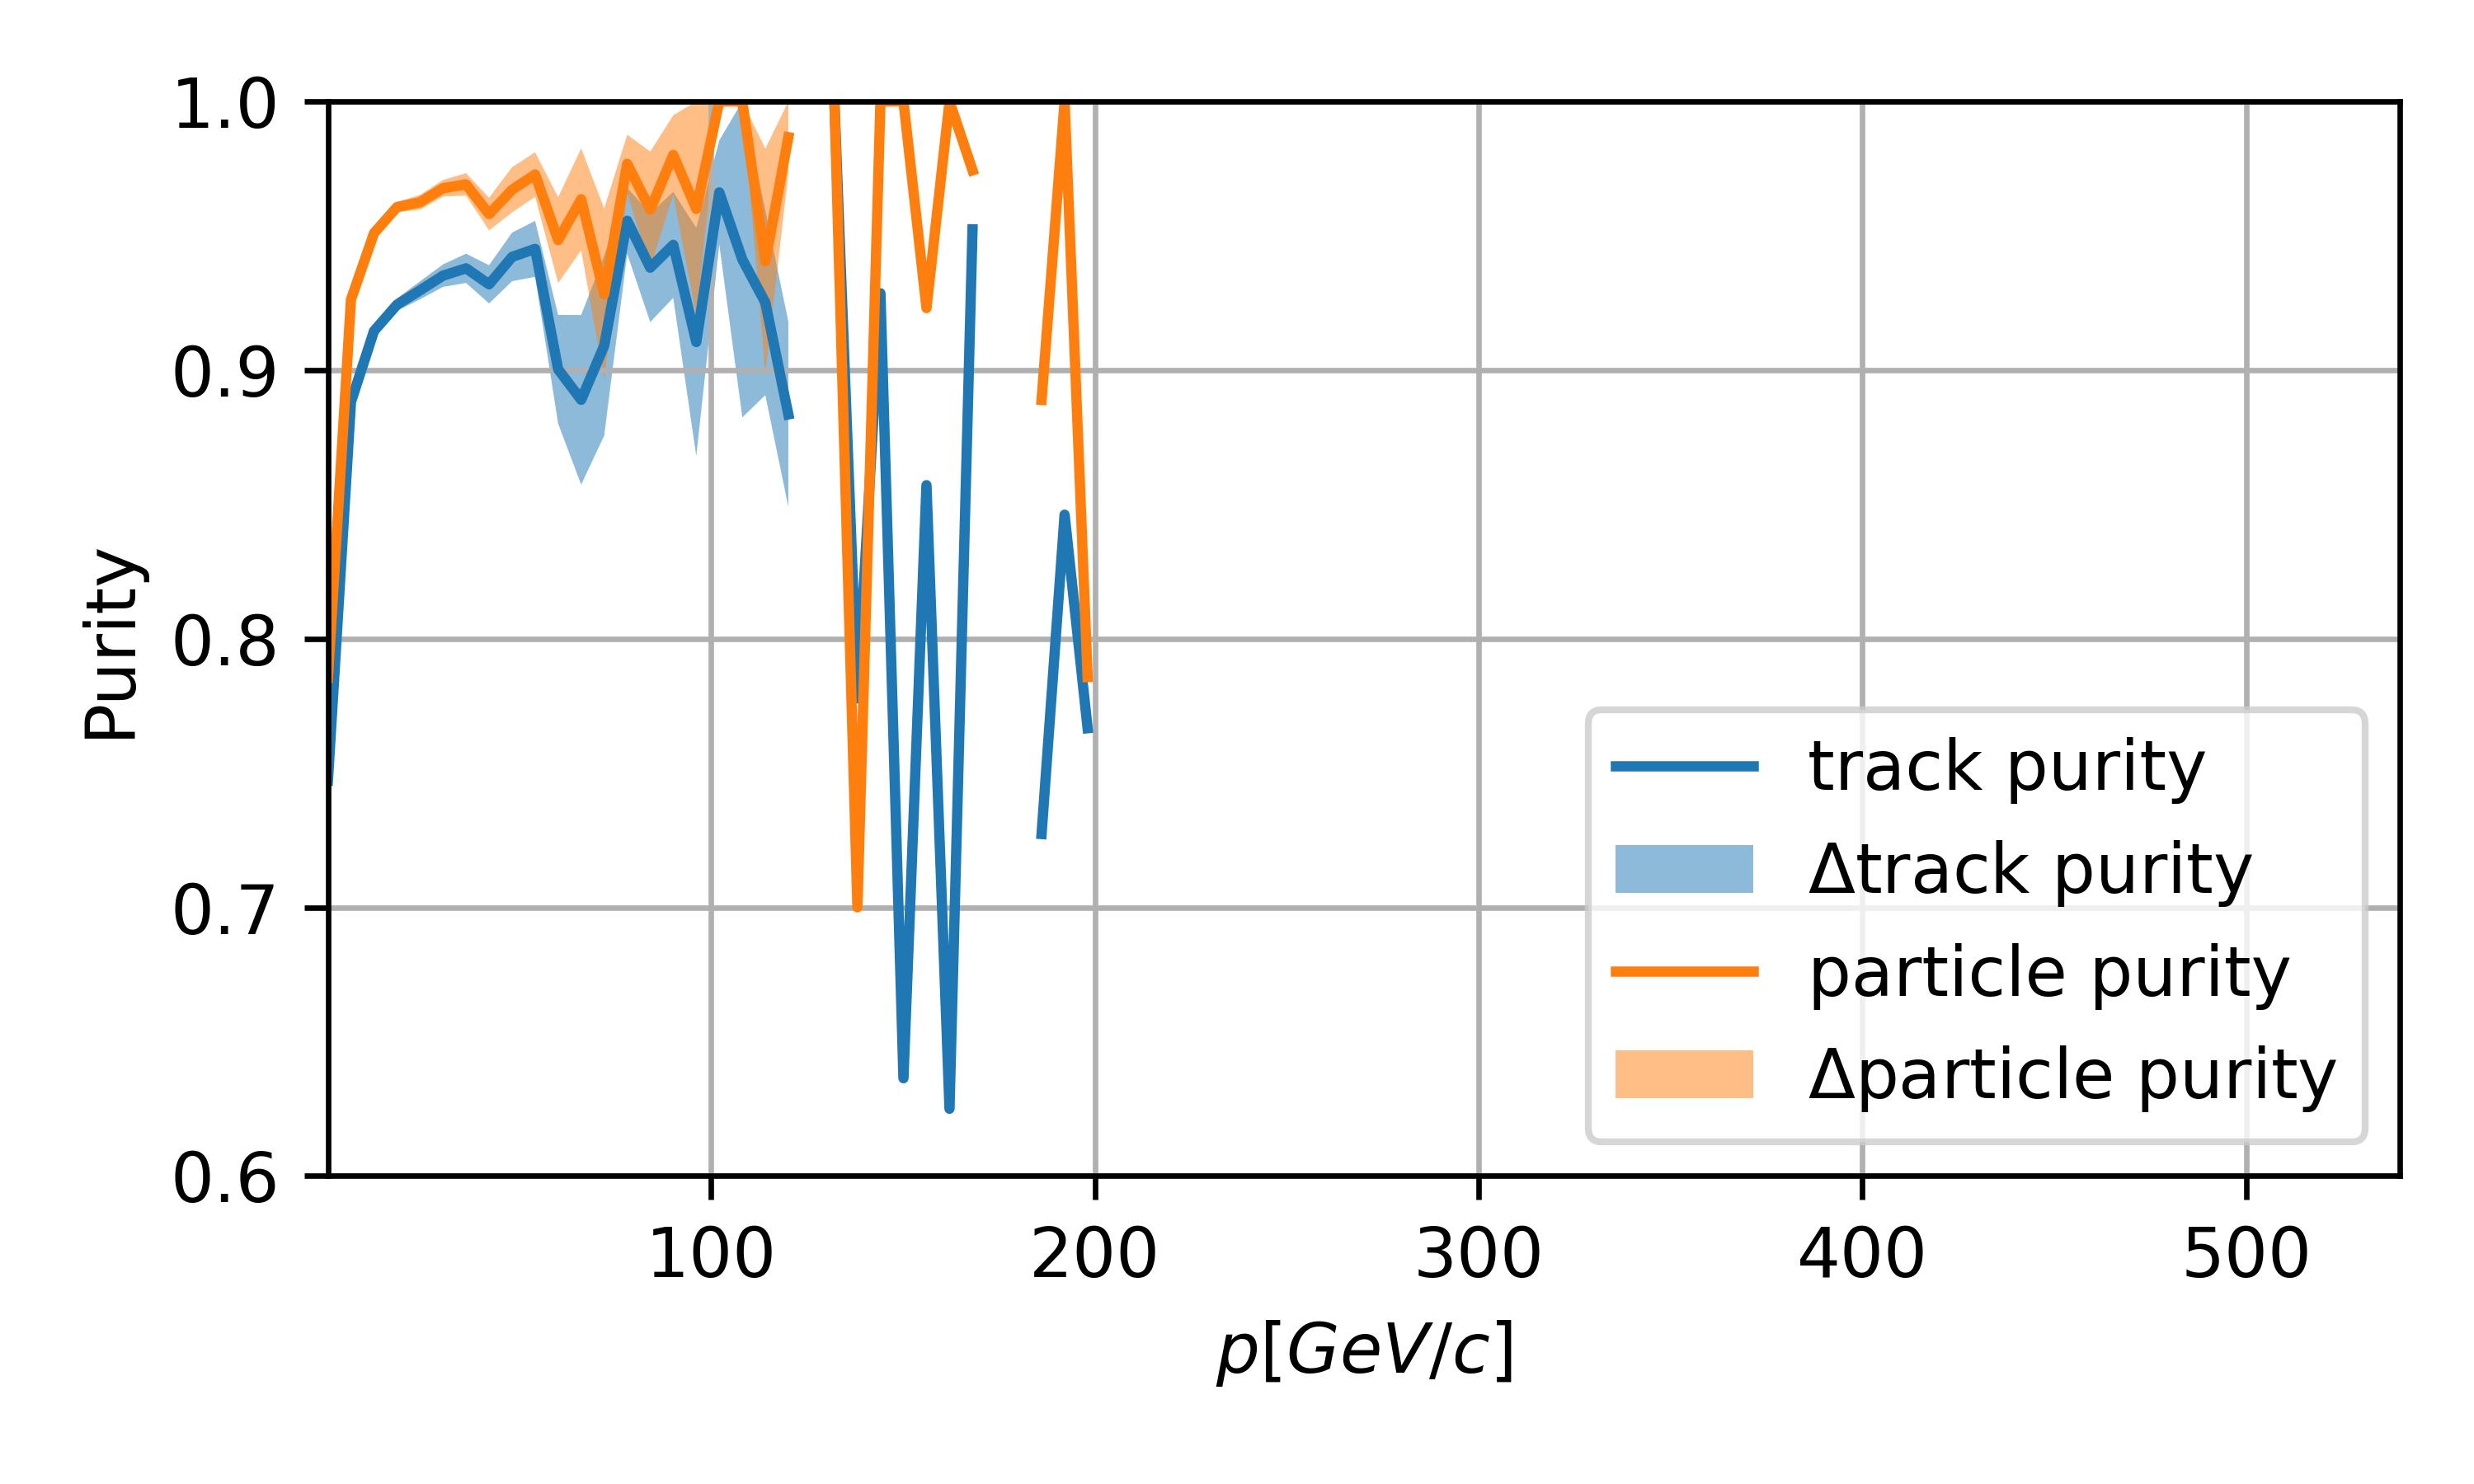 1.0
0.9
0.8
0.7
0.6
Purity
100
200
300
400
500
p[GeV/c]
track purity
Δtrack purity
particle purity
Δparticle purity